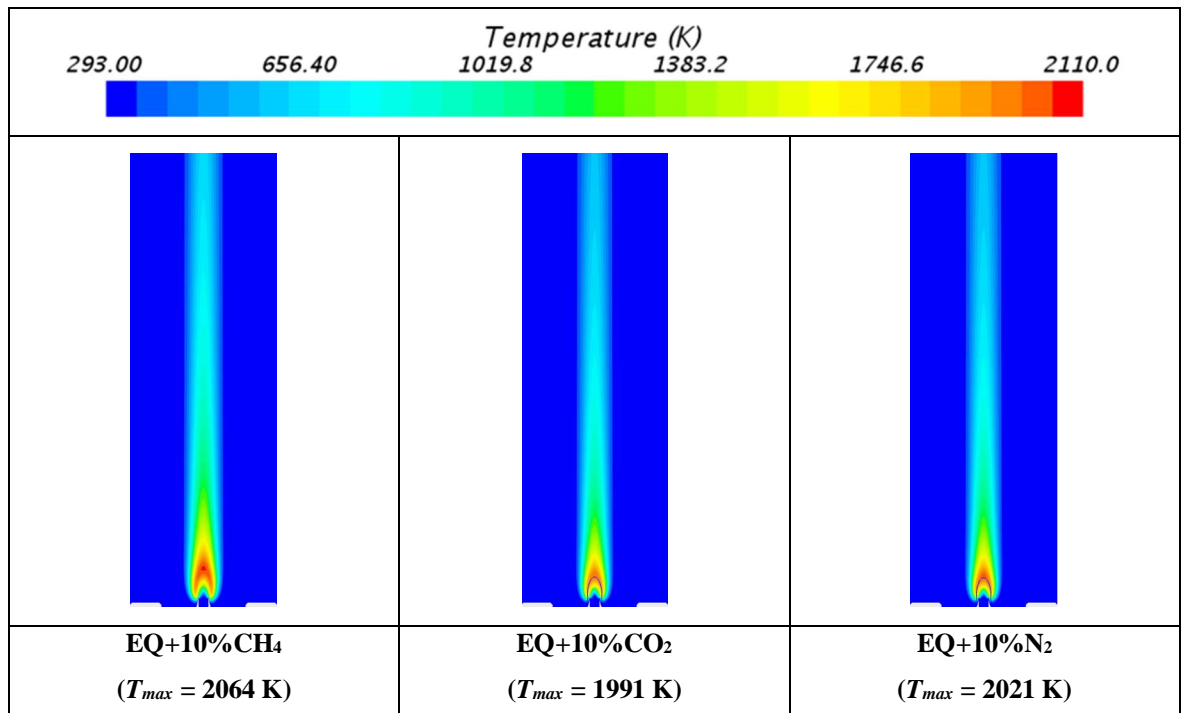 Temperature (K)
293.00 656.40 1019.8 1383.2 1746.6 2110.0
EQ+10%CH₄
(Tmax = 2064 K)
EQ+10%CO₂
(Tmax = 1991 K)
EQ+10%N₂
(Tmax = 2021 K)